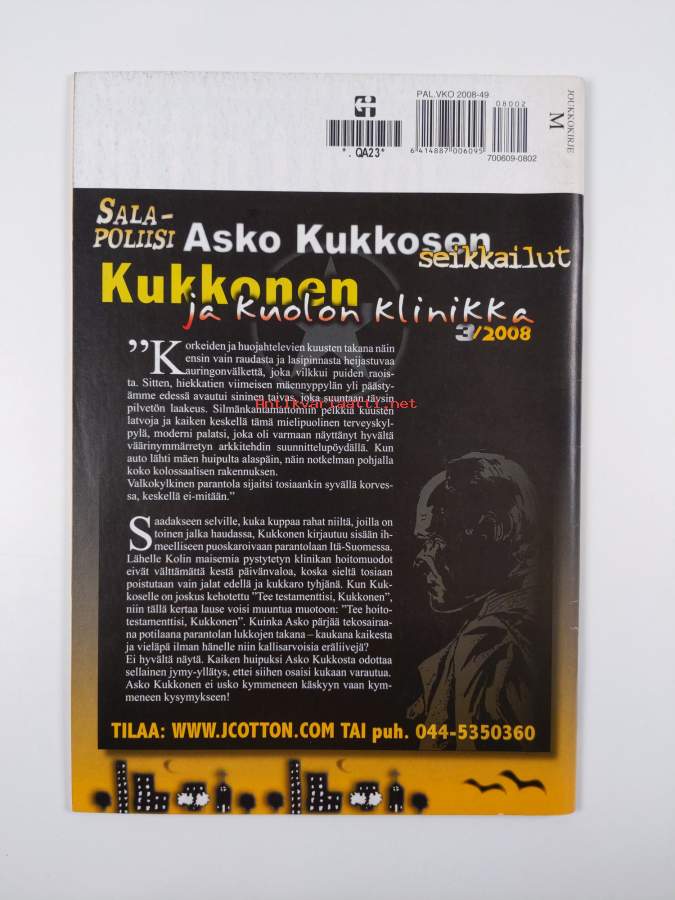 PAL.VKO 2008-49
08002
*.QA23*
6 414887 006095
700609-0802
JOUKKOKIRJE
M
SALA-
POLIISI Asko Kukkosen
seikkailut
Kukkonen
ja Kuolon Klinikka
3/2008
”Korkeiden ja huojahtelevien kuusten takana näin
ensin vain raudasta ja lasipinnasta heijastuvaa
auringonvälkettä, joka vilkkui puiden raois-
ta. Sitten, hiekkatien viimeisen mäennyppylän yli päästy-
ämme edessä avautui sininen taivas, joka suuntaan täysin
pilvetön laakeus. Silmänkantamattomiin pelkkiä kuusten
antikvariaatti.net
latvoja ja kaiken keskellä tämä mielipuolinen terveyskyl-
pylä, moderni palatsi, joka oli varmaan näyttänyt hyvältä
väärinymmärretyn arkkitehdin suunnittelupöydällä. Kun
auto lähti mäen huipulta alaspäin, näin notkelman pohjalla
koko kolossaalisen rakennuksen.
Valkokylkinen parantola sijaitsi tosiaankin syvällä korves-
sa, keskellä ei-mitään.”
Saadakseen selville, kuka kuppaa rahat niiltä, joilla on
toinen jalka haudassa, Kukkonen kirjautuu sisään ih-
meelliseen puoskaroivaan parantolaan Itä-Suomessa.
Lähelle Kolin maisemia pystytetyn klinikan hoitomuodot
eivät välttämättä kestä päivänvaloa, koska sieltä tosiaan
poistutaan vain jalat edellä ja kukkaro tyhjänä. Kun Kuk-
koselle on joskus kehotettu ”Tee testamenttisi, Kukkonen”,
niin tällä kertaa lause voisi muuntua muotoon: ”Tee hoito-
testamenttisi, Kukkonen”. Kuinka Asko pärjää tekosairaa-
na potilaana parantolan lukkojen takana – kaukana kaikesta
ja vieläpä ilman hänelle niin kallisarvoisia eräliivejä?
Ei hyvältä näytä. Kaiken huipuksi Asko Kukkosta odottaa
sellainen jymy-yllätys, ettei siihen osaisi kukaan varautua.
Asko Kukkonen ei usko kymmeneen käskyyn vaan kym-
meneen kysymykseen!
TILAA: WWW.JCOTTON.COM TAI puh. 044-5350360